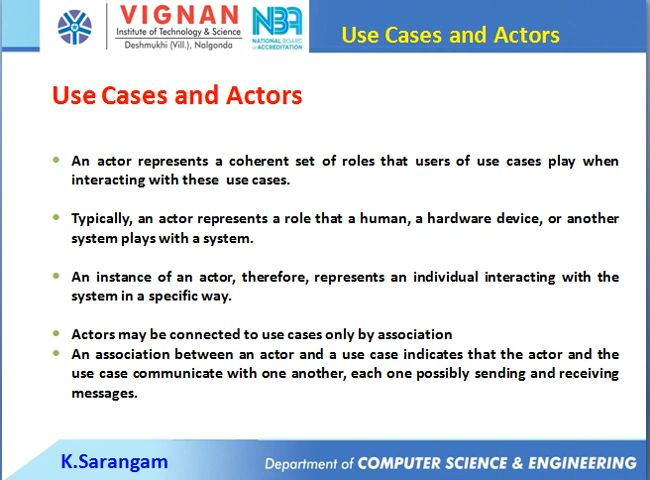 VIGNAN
Institute of Technology & Science
Deshmukhi (Vill.), Nalgonda
NBA
NATIONAL BOARD
of ACCREDITATION
Use Cases and Actors
Use Cases and Actors
• An actor represents a coherent set of roles that users of use cases play when
interacting with these use cases.
• Typically, an actor represents a role that a human, a hardware device, or another
system plays with a system.
• An instance of an actor, therefore, represents an individual interacting with the
system in a specific way.
• Actors may be connected to use cases only by association
• An association between an actor and a use case indicates that the actor and the
use case communicate with one another, each one possibly sending and receiving
messages.
K.Sarangam
Department of COMPUTER SCIENCE & ENGINEERING